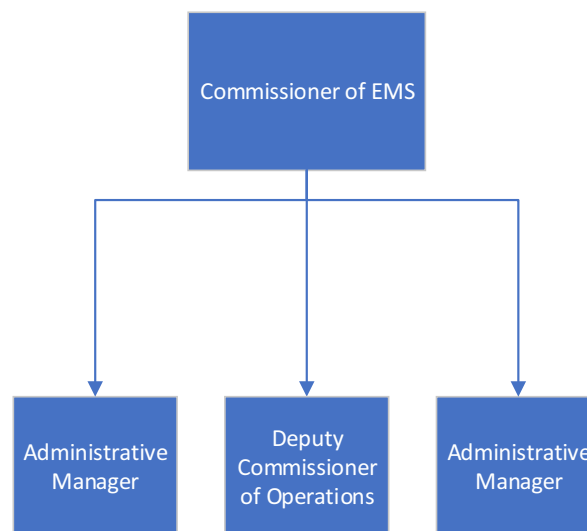 Commissioner of EMS
Administrative
Manager
Deputy
Commissioner
of Operations
Administrative
Manager